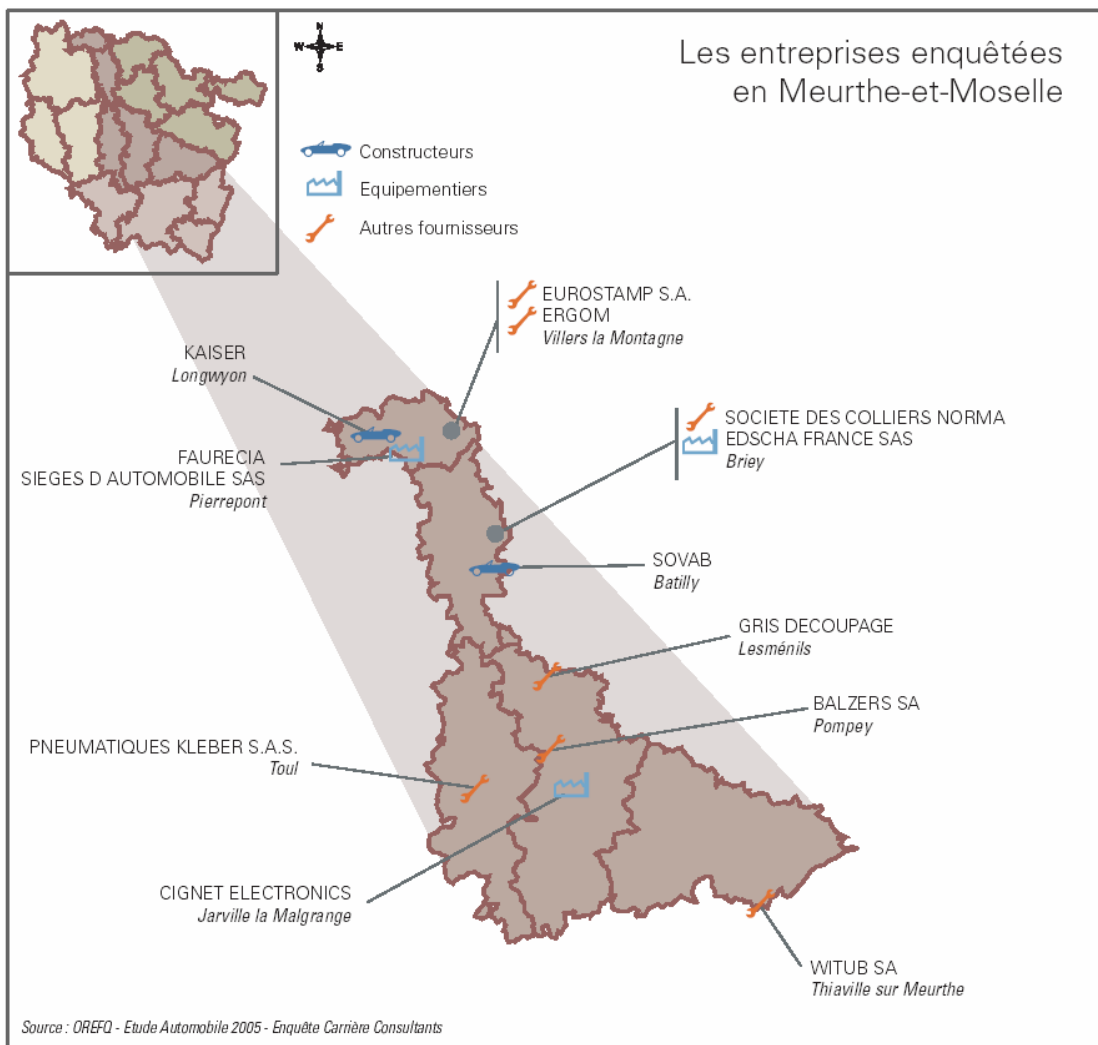 Les entreprises enquêtées
en Meurthe-et-Moselle
N
W
E
S
Constructeurs
Equipementiers
Autres fournisseurs
EUROSTAMP S.A.
ERGOM
Villers la Montagne
KAISER
Longwyon
SOCIETE DES COLLIERS NORMA
EDSCHA FRANCE SAS
Briey
FAURECIA
SIEGES D AUTOMOBILE SAS
Pierrepont
SOVAB
Batilly
GRIS DECOUPAGE
Lesménils
BALZERS SA
Pompey
PNEUMATIQUES KLEBER S.A.S.
Toul
CIGNET ELECTRONICS
Jarville la Malgrange
WITUB SA
Thiaville sur Meurthe
Source : OREFQ - Etude Automobile 2005 - Enquête Carrière Consultants